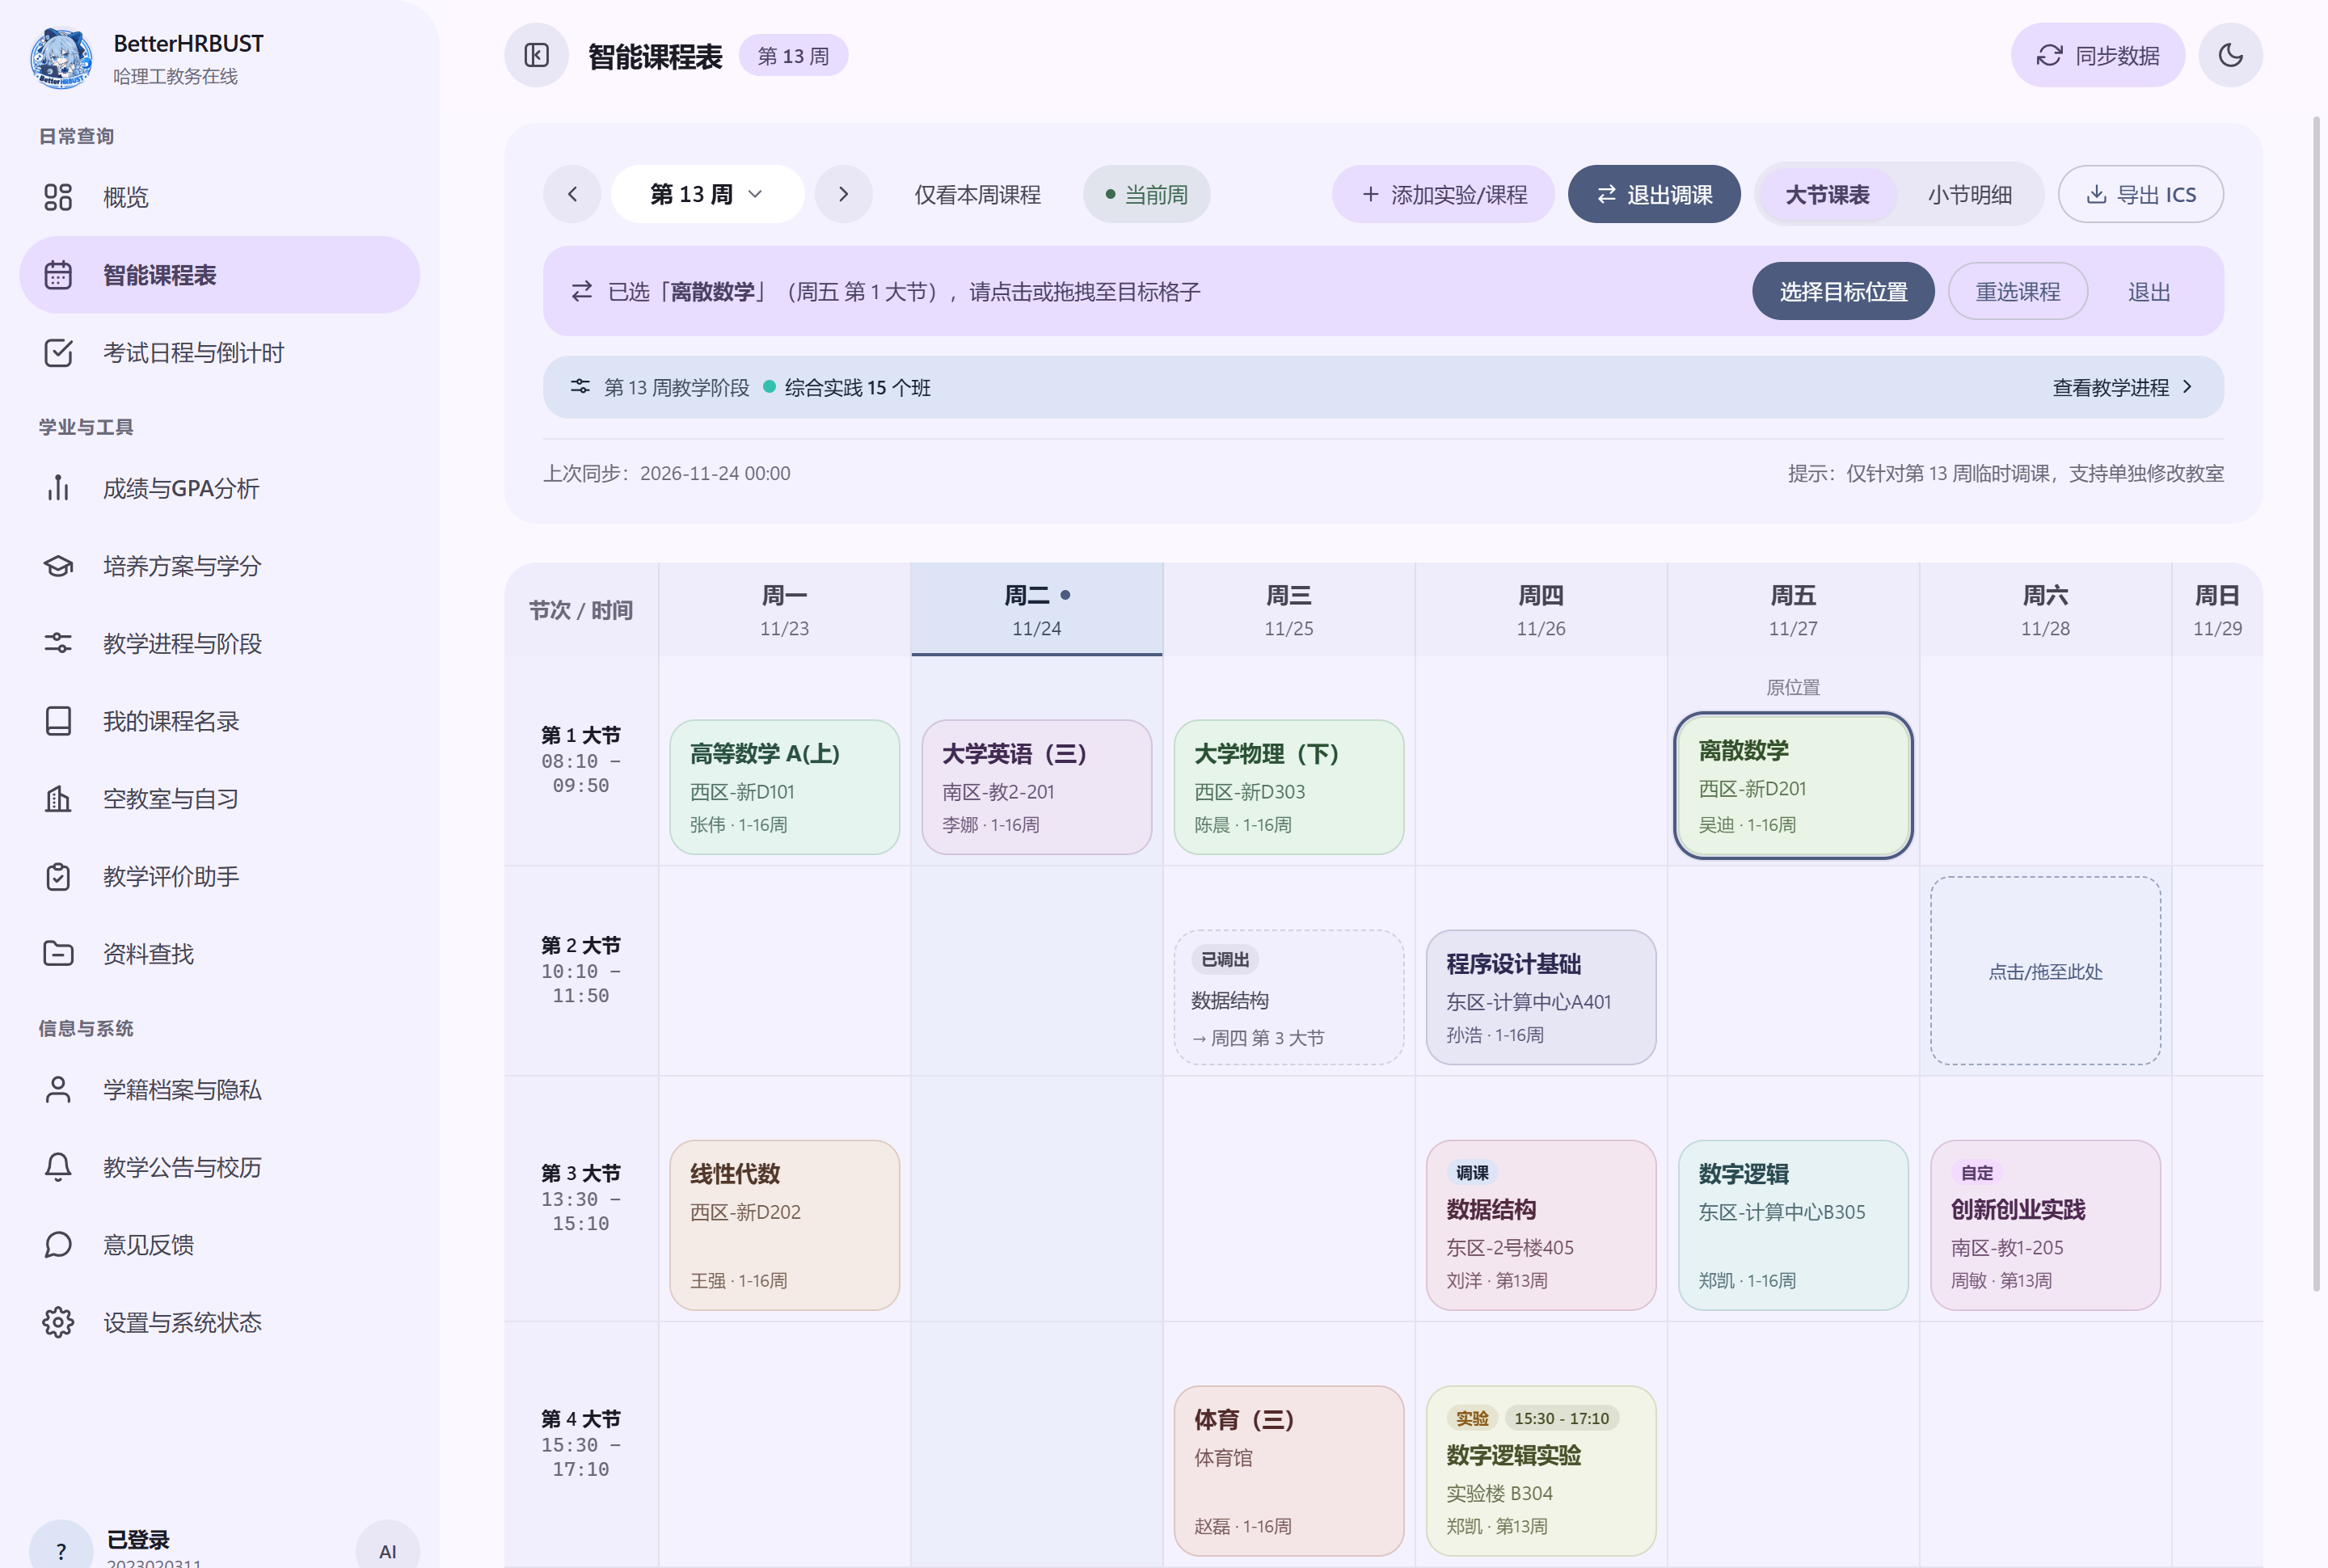 BetterHRBUST
哈理工教务在线
日常查询
概览
智能课程表
考试日程与倒计时
学业与工具
成绩与GPA分析
培养方案与学分
教学进程与阶段
我的课程名录
空教室与自习
教学评价助手
资料查找
信息与系统
学籍档案与隐私
教学公告与校历
意见反馈
设置与系统状态
?
已登录
2023020311
AI
智能课程表
第 13 周
同步数据
第 13 周
仅看本周课程
当前周
添加实验/课程
退出调课
大节课表
小节明细
导出 ICS
已选「离散数学」（周五 第 1 大节），请点击或拖拽至目标格子
选择目标位置
重选课程
退出
第 13 周教学阶段
综合实践 15 个班
查看教学进程
上次同步：2026-11-24 00:00
提示：仅针对第 13 周临时调课，支持单独修改教室
节次 / 时间
周一
11/23
周二
11/24
周三
11/25
周四
11/26
周五
11/27
周六
11/28
周日
11/29
第 1 大节
08:10 –
09:50
高等数学 A(上)
西区-新D101
张伟 · 1-16周
大学英语（三）
南区-教2-201
李娜 · 1-16周
大学物理（下）
西区-新D303
陈晨 · 1-16周
原位置
离散数学
西区-新D201
吴迪 · 1-16周
第 2 大节
10:10 –
11:50
已调出
数据结构
→ 周四 第 3 大节
程序设计基础
东区-计算中心A401
孙浩 · 1-16周
点击/拖至此处
第 3 大节
13:30 –
15:10
线性代数
西区-新D202
王强 · 1-16周
调课
数据结构
东区-2号楼405
刘洋 · 第13周
数字逻辑
东区-计算中心B305
郑凯 · 1-16周
自定
创新创业实践
南区-教1-205
周敏 · 第13周
第 4 大节
15:30 –
17:10
体育（三）
体育馆
赵磊 · 1-16周
实验
15:30 - 17:10
数字逻辑实验
实验楼 B304
郑凯 · 第13周